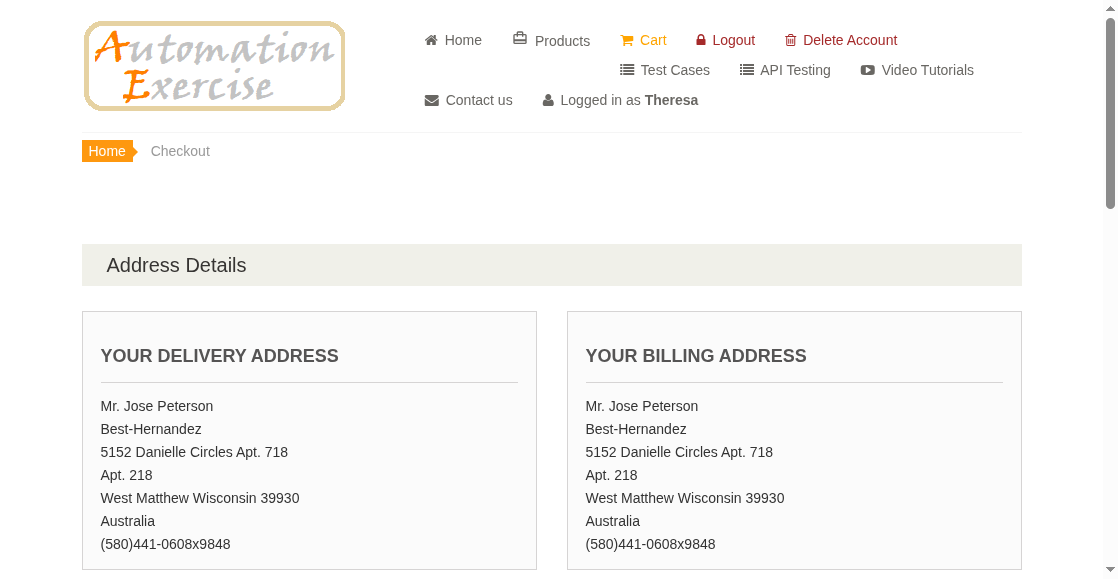 Automation
Exercise
Home
Products
Cart
Logout
Delete Account
Test Cases
API Testing
Video Tutorials
Contact us
Logged in as Theresa
Home
Checkout
Address Details
YOUR DELIVERY ADDRESS
Mr. Jose Peterson
Best-Hernandez
5152 Danielle Circles Apt. 718
Apt. 218
West Matthew Wisconsin 39930
Australia
(580)441-0608x9848
YOUR BILLING ADDRESS
Mr. Jose Peterson
Best-Hernandez
5152 Danielle Circles Apt. 718
Apt. 218
West Matthew Wisconsin 39930
Australia
(580)441-0608x9848